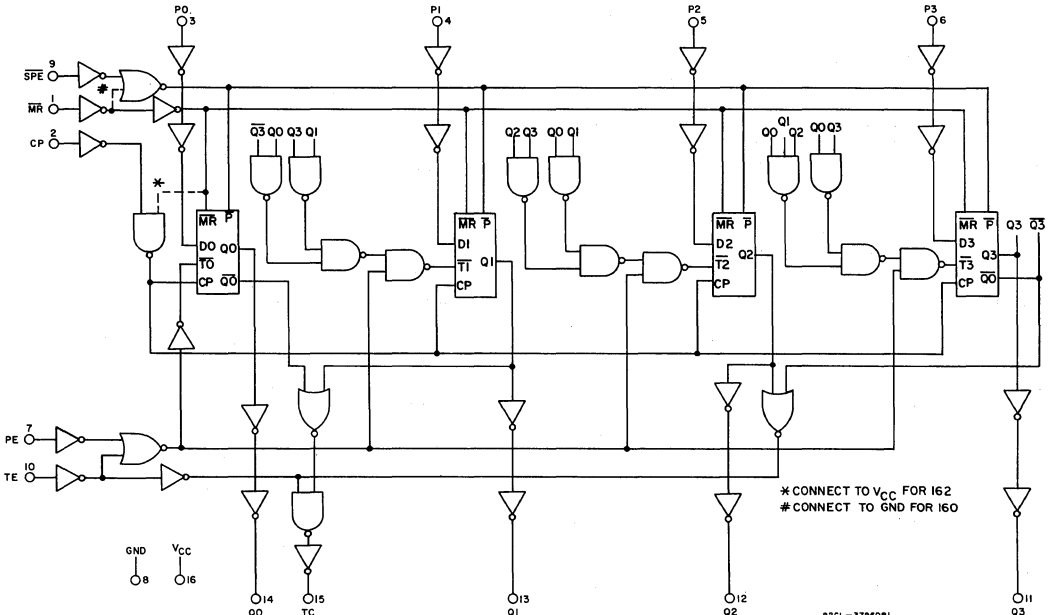 P0
3
P1
4
P2
5
P3
6
9
SPE
#
1
MR
2
CP
*
Q3 Q0 Q3 Q1
Q2 Q3 Q0 Q1
Q0 Q1 Q2 Q0 Q3
MR P
D0
Q0
T0
CP Q0
MR P
D1
T1
Q1
CP
MR P
D2
T2
Q2
CP
MR P
D3
Q3
T3
Q0
CP
Q3 Q3
7
PE
10
TE
* CONNECT TO VCC FOR 162
# CONNECT TO GND FOR 160
GND
8
VCC
16
14
Q0
15
TC
13
Q1
12
Q2
11
Q3